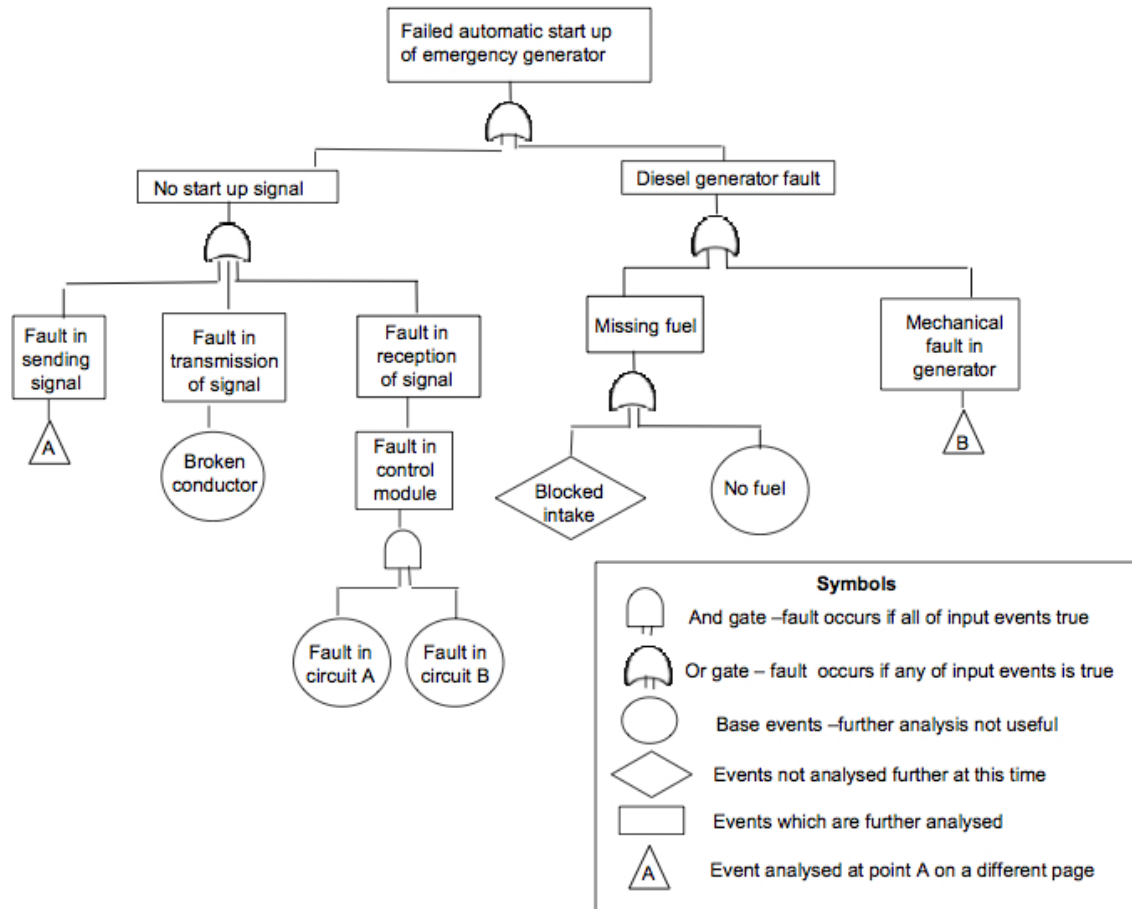 Failed automatic start up
of emergency generator
No start up signal
Diesel generator fault
Fault in
sending
signal
Fault in
transmission
of signal
Fault in
reception
of signal
Missing fuel
Mechanical
fault in
generator
A
Broken
conductor
Fault in
control
module
Blocked
intake
No fuel
B
Fault in
circuit A
Fault in
circuit B
Symbols
And gate –fault occurs if all of input events true
Or gate – fault  occurs if any of input events is true
Base events –further analysis not useful
Events not analysed further at this time
Events which are further analysed
A
Event analysed at point A on a different page